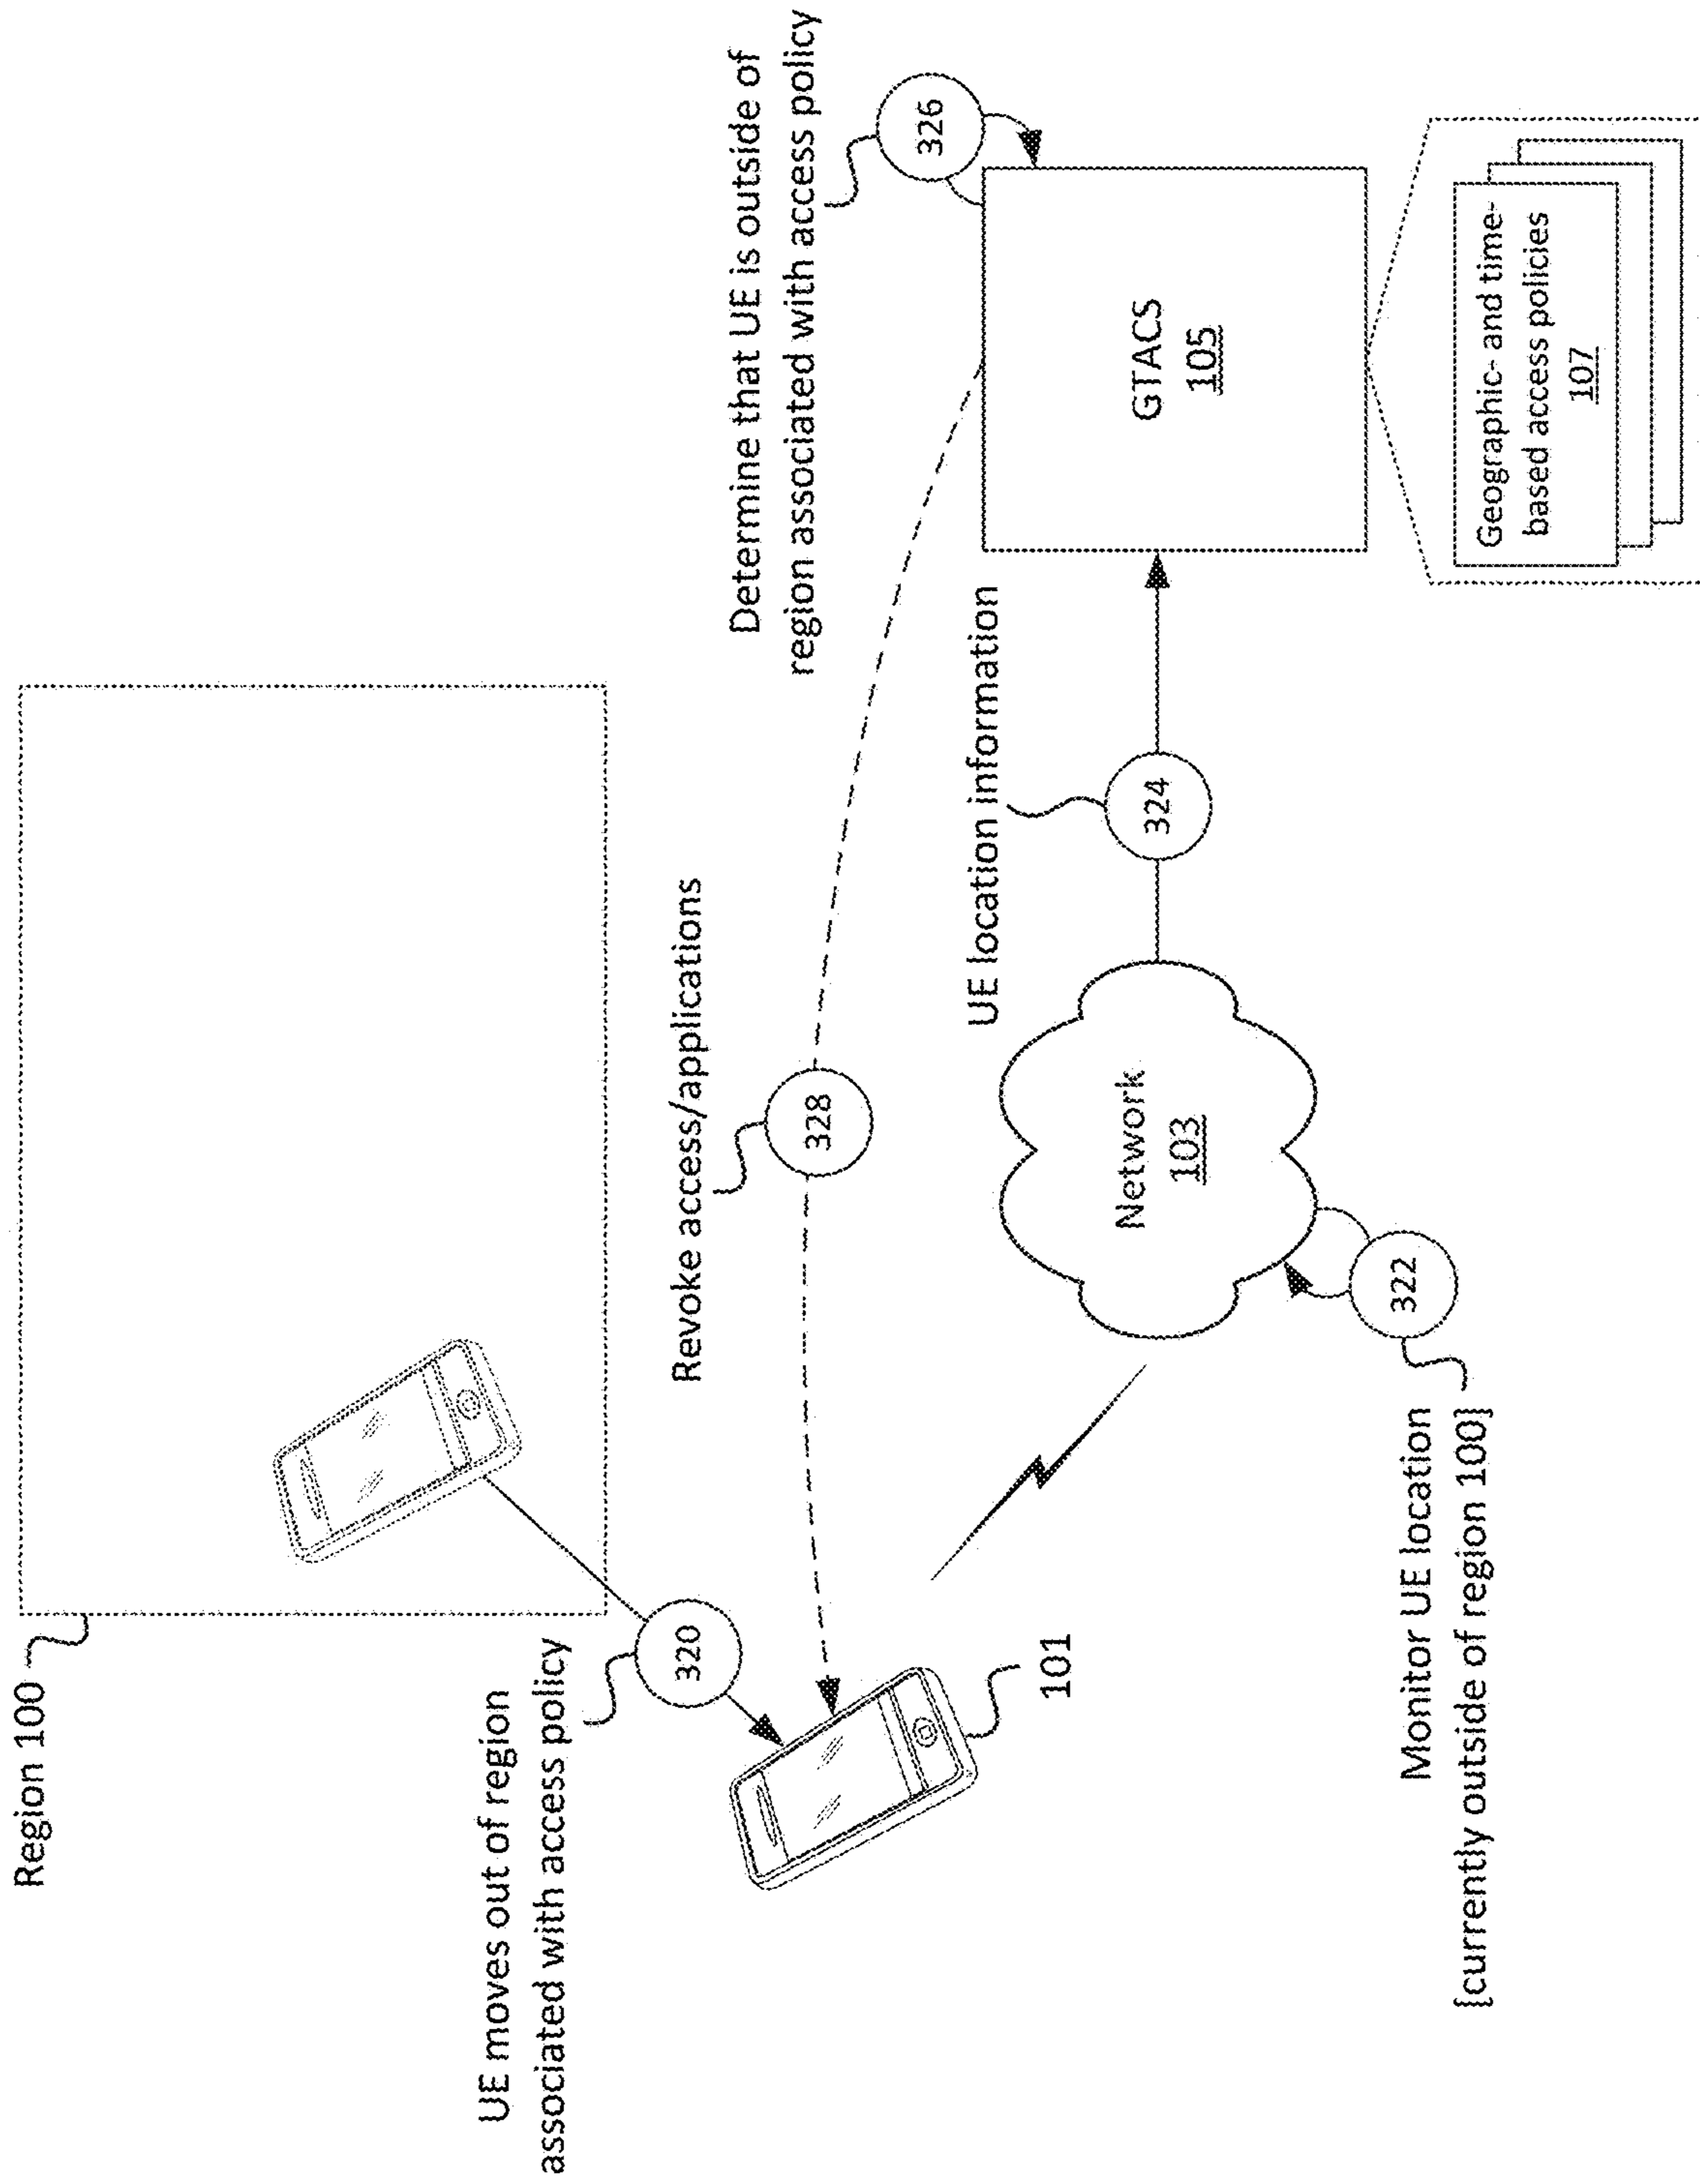 Region 100
UE moves out of region
associated with access policy
320
101
Revoke access/applications
328
Determine that UE is outside of
region associated with access policy
326
UE location information
324
Network
103
322
Monitor UE location
[currently outside of region 100]
GTACS
105
Geographic- and time-
based access policies
107